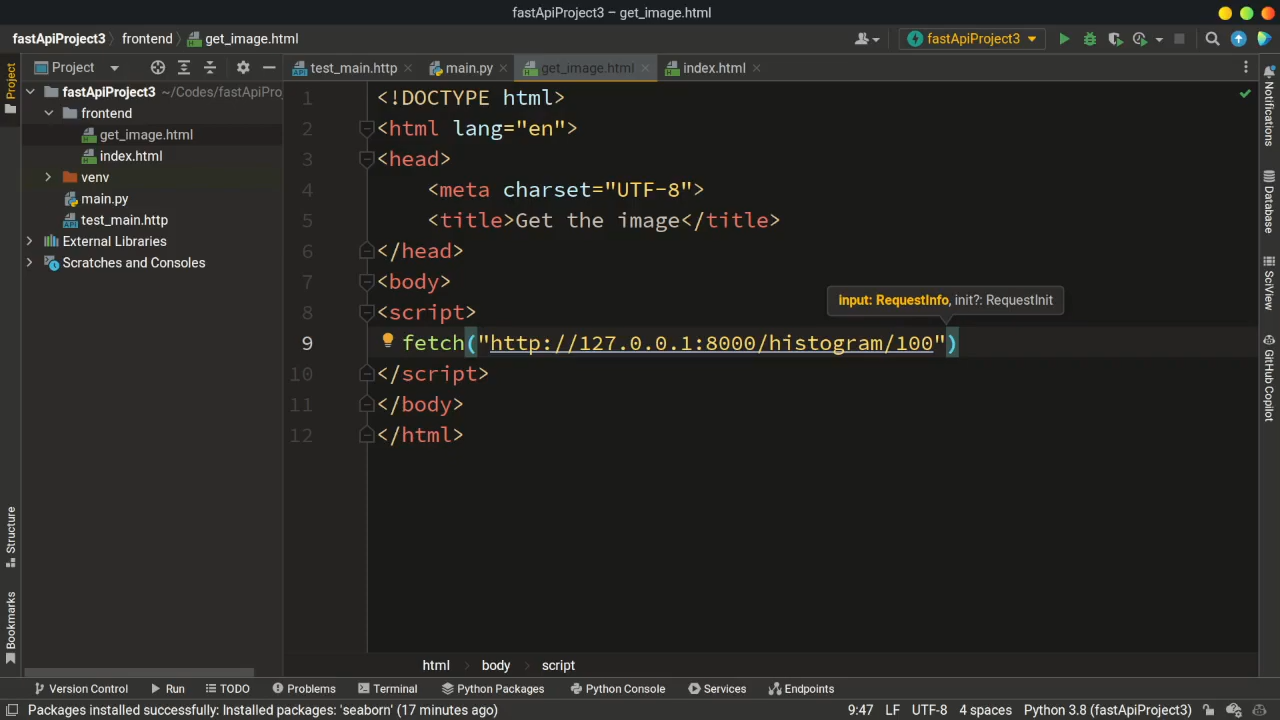 fastApiProject3 – get_image.html
fastApiProject3 frontend get_image.html
fastApiProject3
Project
test_main.http
main.py
get_image.html
index.html
Project
fastApiProject3 ~/Codes/fastApiPro
frontend
get_image.html
index.html
venv
main.py
test_main.http
External Libraries
Scratches and Consoles
1 <!DOCTYPE html>
2 <html lang="en">
3 <head>
4 <meta charset="UTF-8">
5 <title>Get the image</title>
6 </head>
7 <body>
input: RequestInfo, init?: RequestInit
8 <script>
9 fetch("http://127.0.0.1:8000/histogram/100")
10 </script>
11 </body>
12 </html>
Notifications
Database
SciView
GitHub Copilot
Structure
Bookmarks
html body script
Version Control Run TODO Problems Terminal Python Packages Python Console Services Endpoints
Packages installed successfully: Installed packages: 'seaborn' (17 minutes ago)
9:47 LF UTF-8 4 spaces Python 3.8 (fastApiProject3)